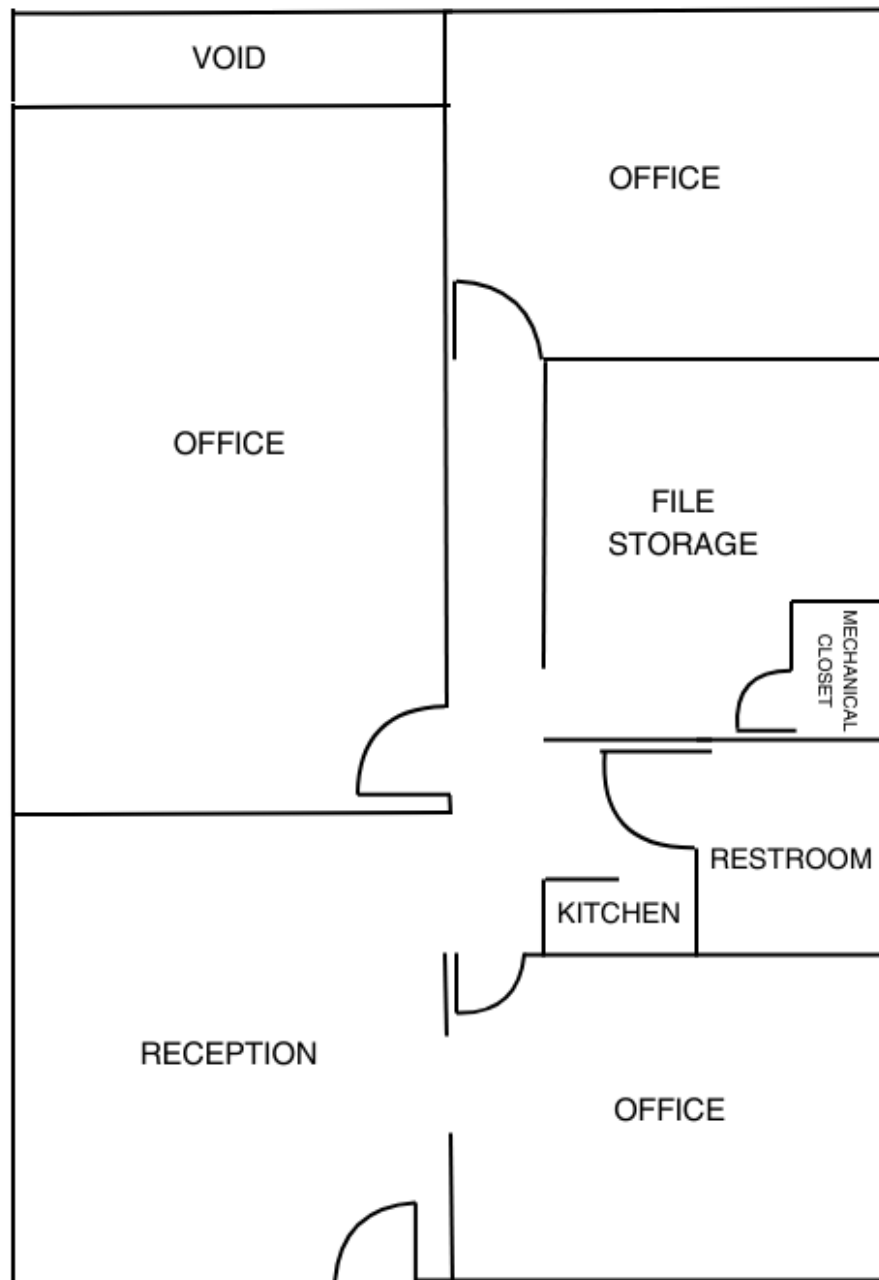 VOID
OFFICE
OFFICE
FILE
STORAGE
MECHANICAL
CLOSET
RESTROOM
KITCHEN
RECEPTION
OFFICE